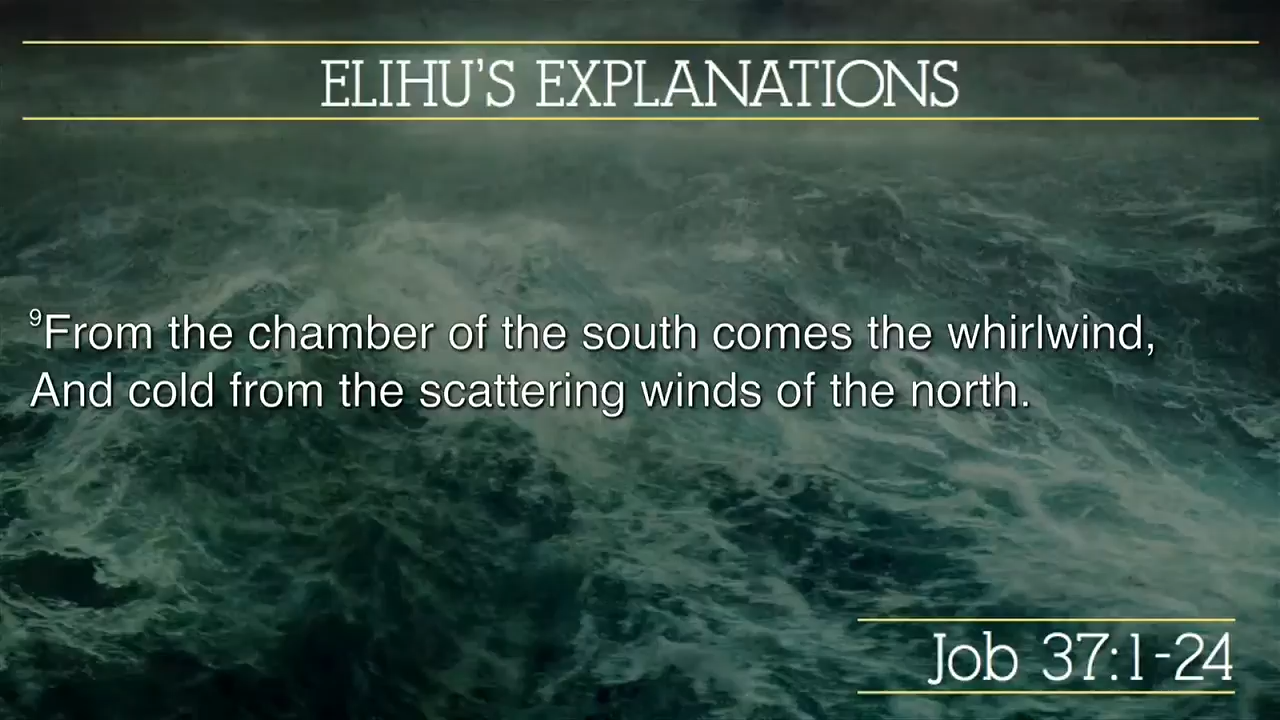 ELIHU'S EXPLANATIONS
⁹From the chamber of the south comes the whirlwind,
And cold from the scattering winds of the north.
Job 37:1-24